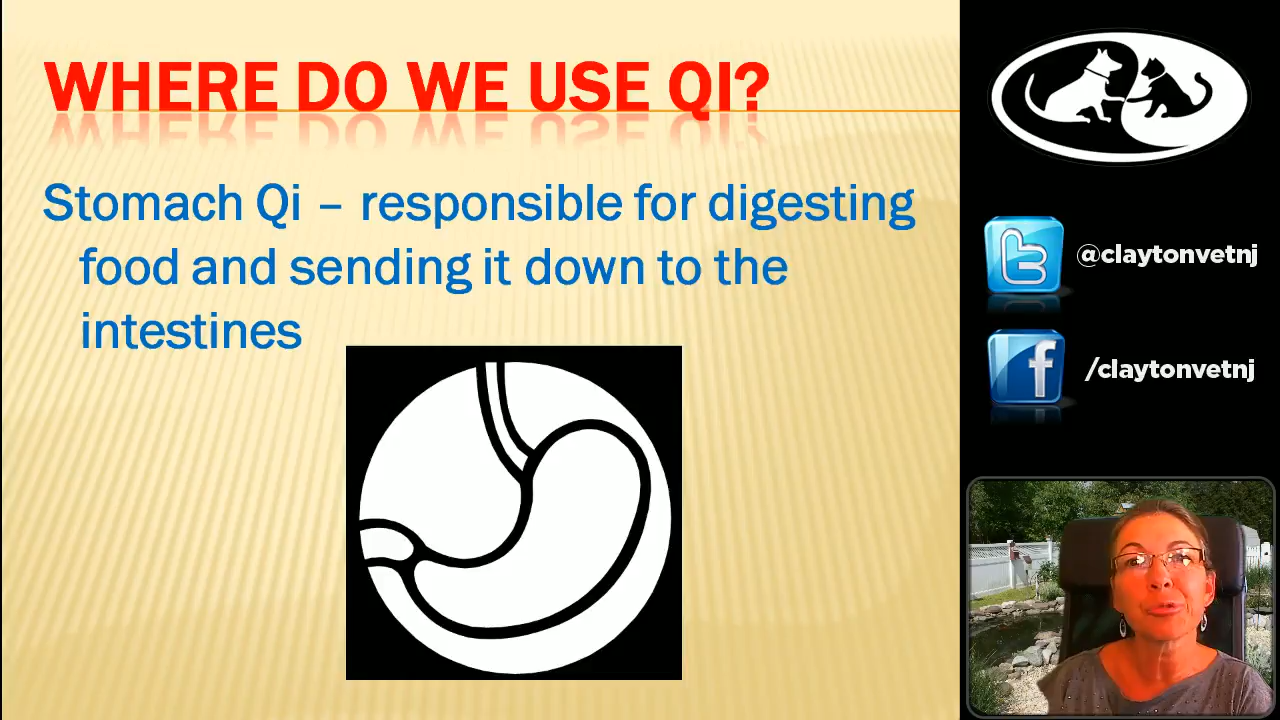 WHERE DO WE USE QI?
Stomach Qi – responsible for digesting
food and sending it down to the
intestines
@claytonvetnj
/claytonvetnj